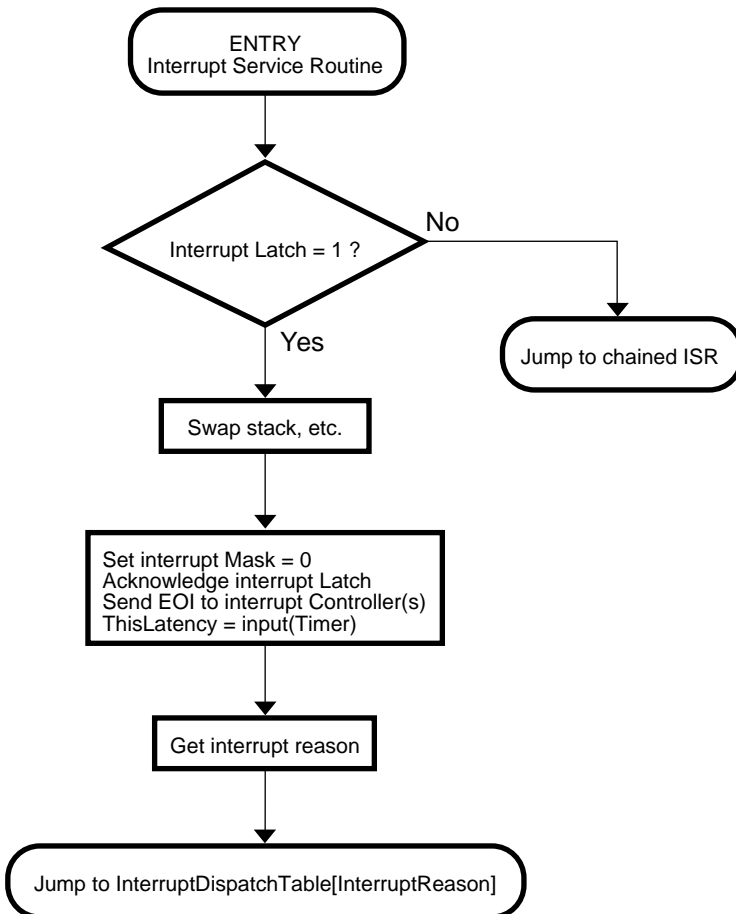 ENTRY
Interrupt Service Routine
Interrupt Latch = 1 ?
No
Yes
Jump to chained ISR
Swap stack, etc.
Set interrupt Mask = 0
Acknowledge interrupt Latch
Send EOI to interrupt Controller(s)
ThisLatency = input(Timer)
Get interrupt reason
Jump to InterruptDispatchTable[InterruptReason]